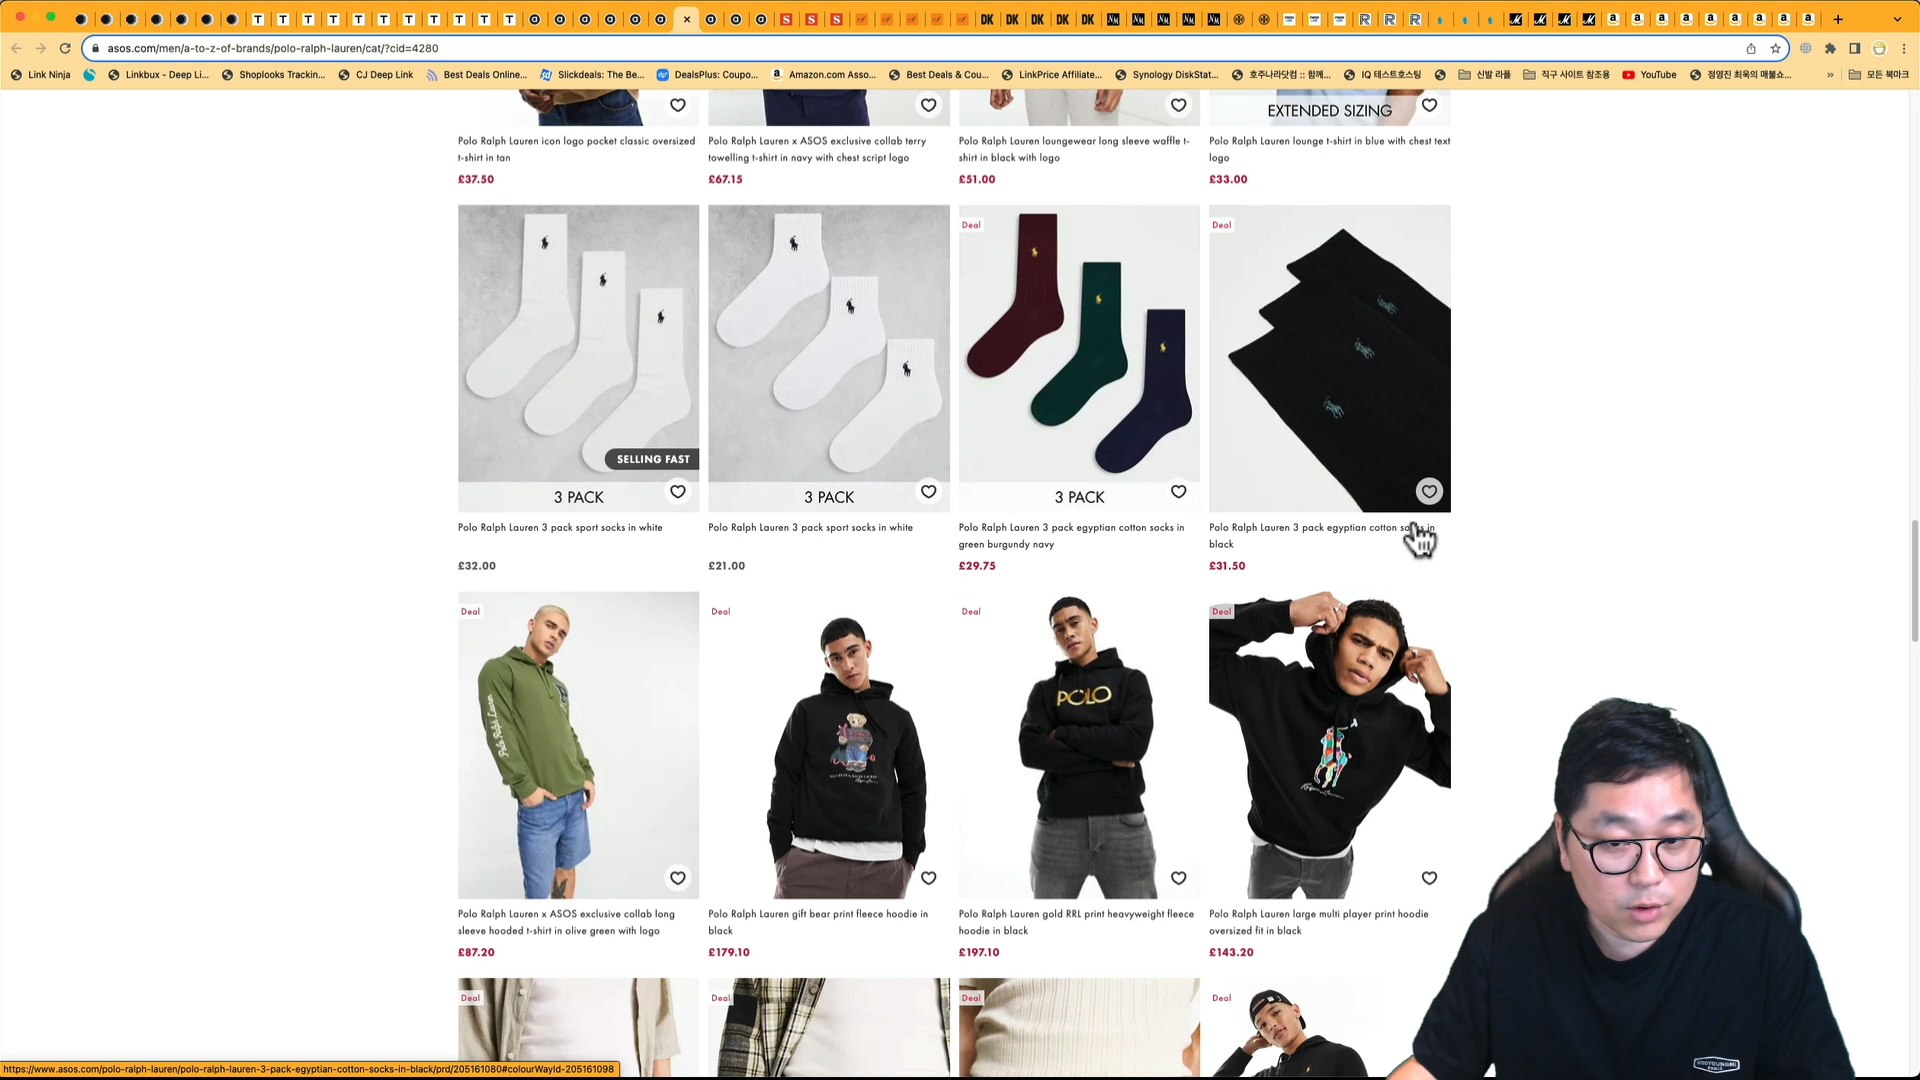 asos.com/men/a-to-z-of-brands/polo-ralph-lauren/cat/?cid=4280
Link Ninja
Linkbux - Deep Li...
Shoplooks Trackin...
CJ Deep Link
Best Deals Online...
Slickdeals: The Be...
DealsPlus: Coupo...
Amazon.com Asso...
Best Deals & Cou...
LinkPrice Affiliate...
Synology DiskStat...
호주나라닷컴 :: 함께...
IQ 테스트호스팅
신발 라플
직구 사이트 참조용
YouTube
정영진 최욱의 매불쇼...
모든 북마크
EXTENDED SIZING
Polo Ralph Lauren icon logo pocket classic oversized
t-shirt in tan
£37.50
Polo Ralph Lauren x ASOS exclusive collab terry
towelling t-shirt in navy with chest script logo
£67.15
Polo Ralph Lauren loungewear long sleeve waffle t-
shirt in black with logo
£51.00
Polo Ralph Lauren lounge t-shirt in blue with chest text
logo
£33.00
SELLING FAST
3 PACK
Polo Ralph Lauren 3 pack sport socks in white
£32.00
3 PACK
Polo Ralph Lauren 3 pack sport socks in white
£21.00
Deal
3 PACK
Polo Ralph Lauren 3 pack egyptian cotton socks in
green burgundy navy
£29.75
Deal
Polo Ralph Lauren 3 pack egyptian cotton socks in
black
£31.50
Deal
Polo Ralph Lauren
Polo Ralph Lauren x ASOS exclusive collab long
sleeve hooded t-shirt in olive green with logo
£87.20
Deal
Polo Ralph Lauren gift bear print fleece hoodie in
black
£179.10
Deal
POLO
Polo Ralph Lauren gold RRL print heavyweight fleece
hoodie in black
£197.10
Deal
Ralph Lauren
Polo Ralph Lauren large multi player print hoodie
oversized fit in black
£143.20
Deal
Deal
Deal
Deal
https://www.asos.com/polo-ralph-lauren/polo-ralph-lauren-3-pack-egyptian-cotton-socks-in-black/prd/205161080#colourWayId-205161098